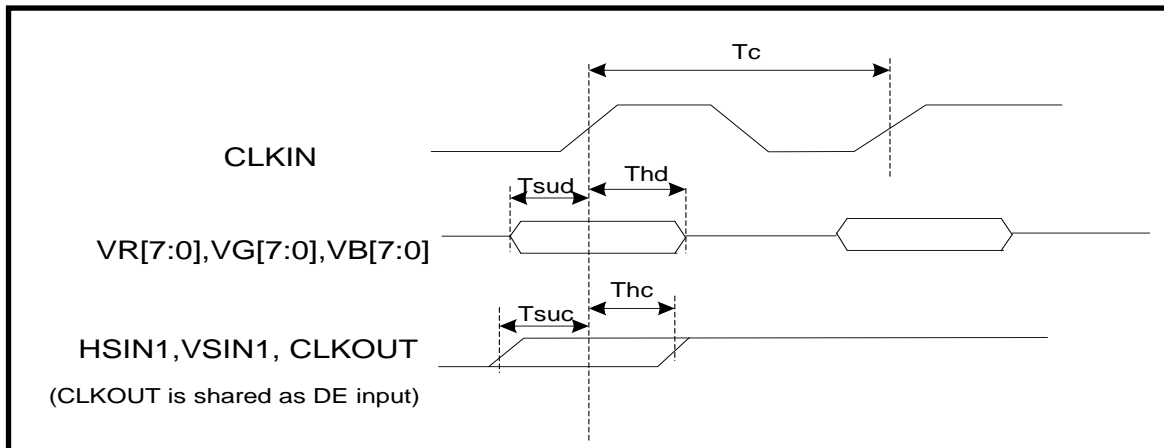 Tc
CLKIN
Tsud
Thd
VR[7:0],VG[7:0],VB[7:0]
Tsuc
Thc
HSIN1,VSIN1, CLKOUT
(CLKOUT is shared as DE input)